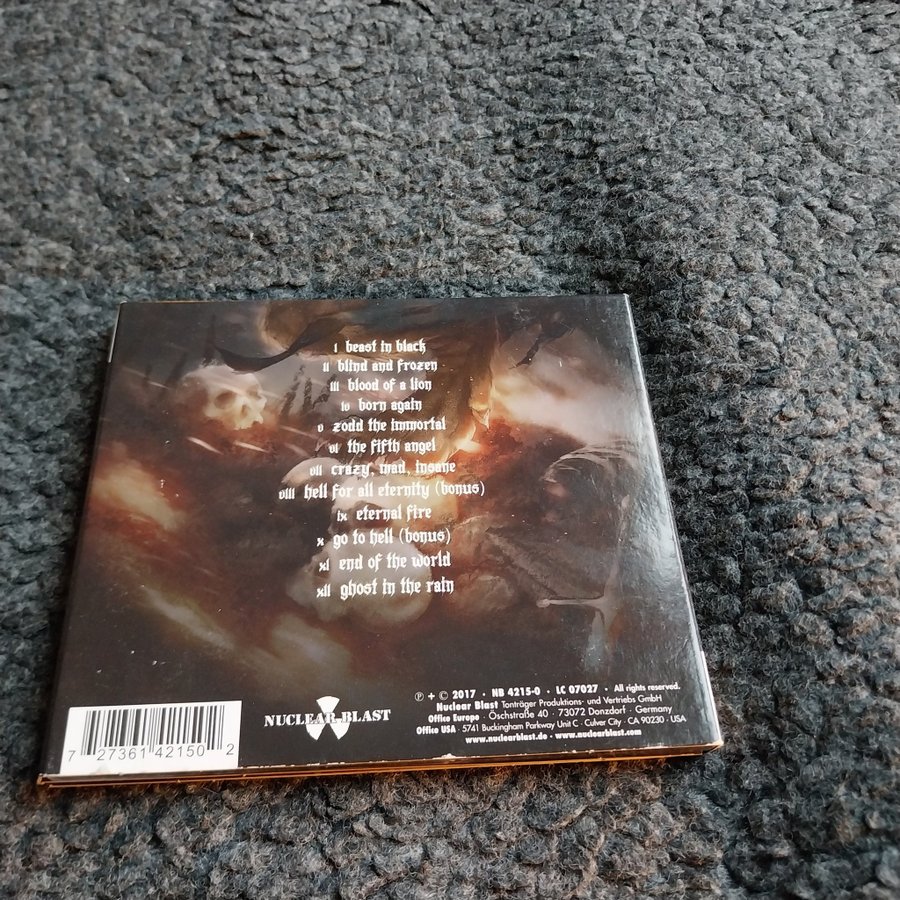 I beast in black
II blind and frozen
III blood of a lion
IV born again
V zodd the immortal
VI the fifth angel
VII crazy, mad, insane
VIII hell for all eternity (bonus)
IX eternal fire
X go to hell (bonus)
XI end of the world
XII ghost in the rain
NUCLEAR BLAST
℗ + © 2017 · NB 4215-0 · LC 07027 · All rights reserved.
Nuclear Blast Tonträger Produktions- und Vertriebs GmbH
Office Europe · Oschstraße 40 · 73072 Donzdorf · Germany
Office USA · 5741 Buckingham Parkway Unit C · Culver City · CA 90230 · USA
www.nuclearblast.de · www.nuclearblast.com
7 27361 42150 2